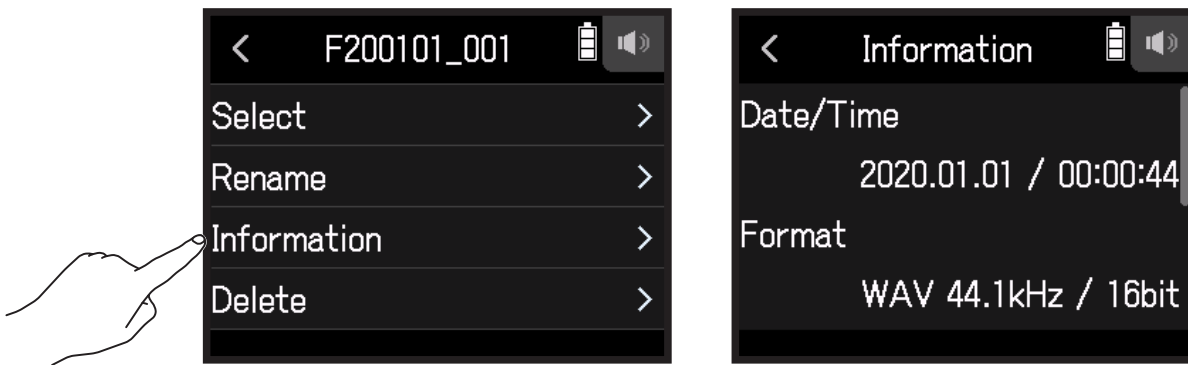 F200101_001
Select
Rename
Information
Delete
Information
Date/Time
2020.01.01 / 00:00:44
Format
WAV 44.1kHz / 16bit